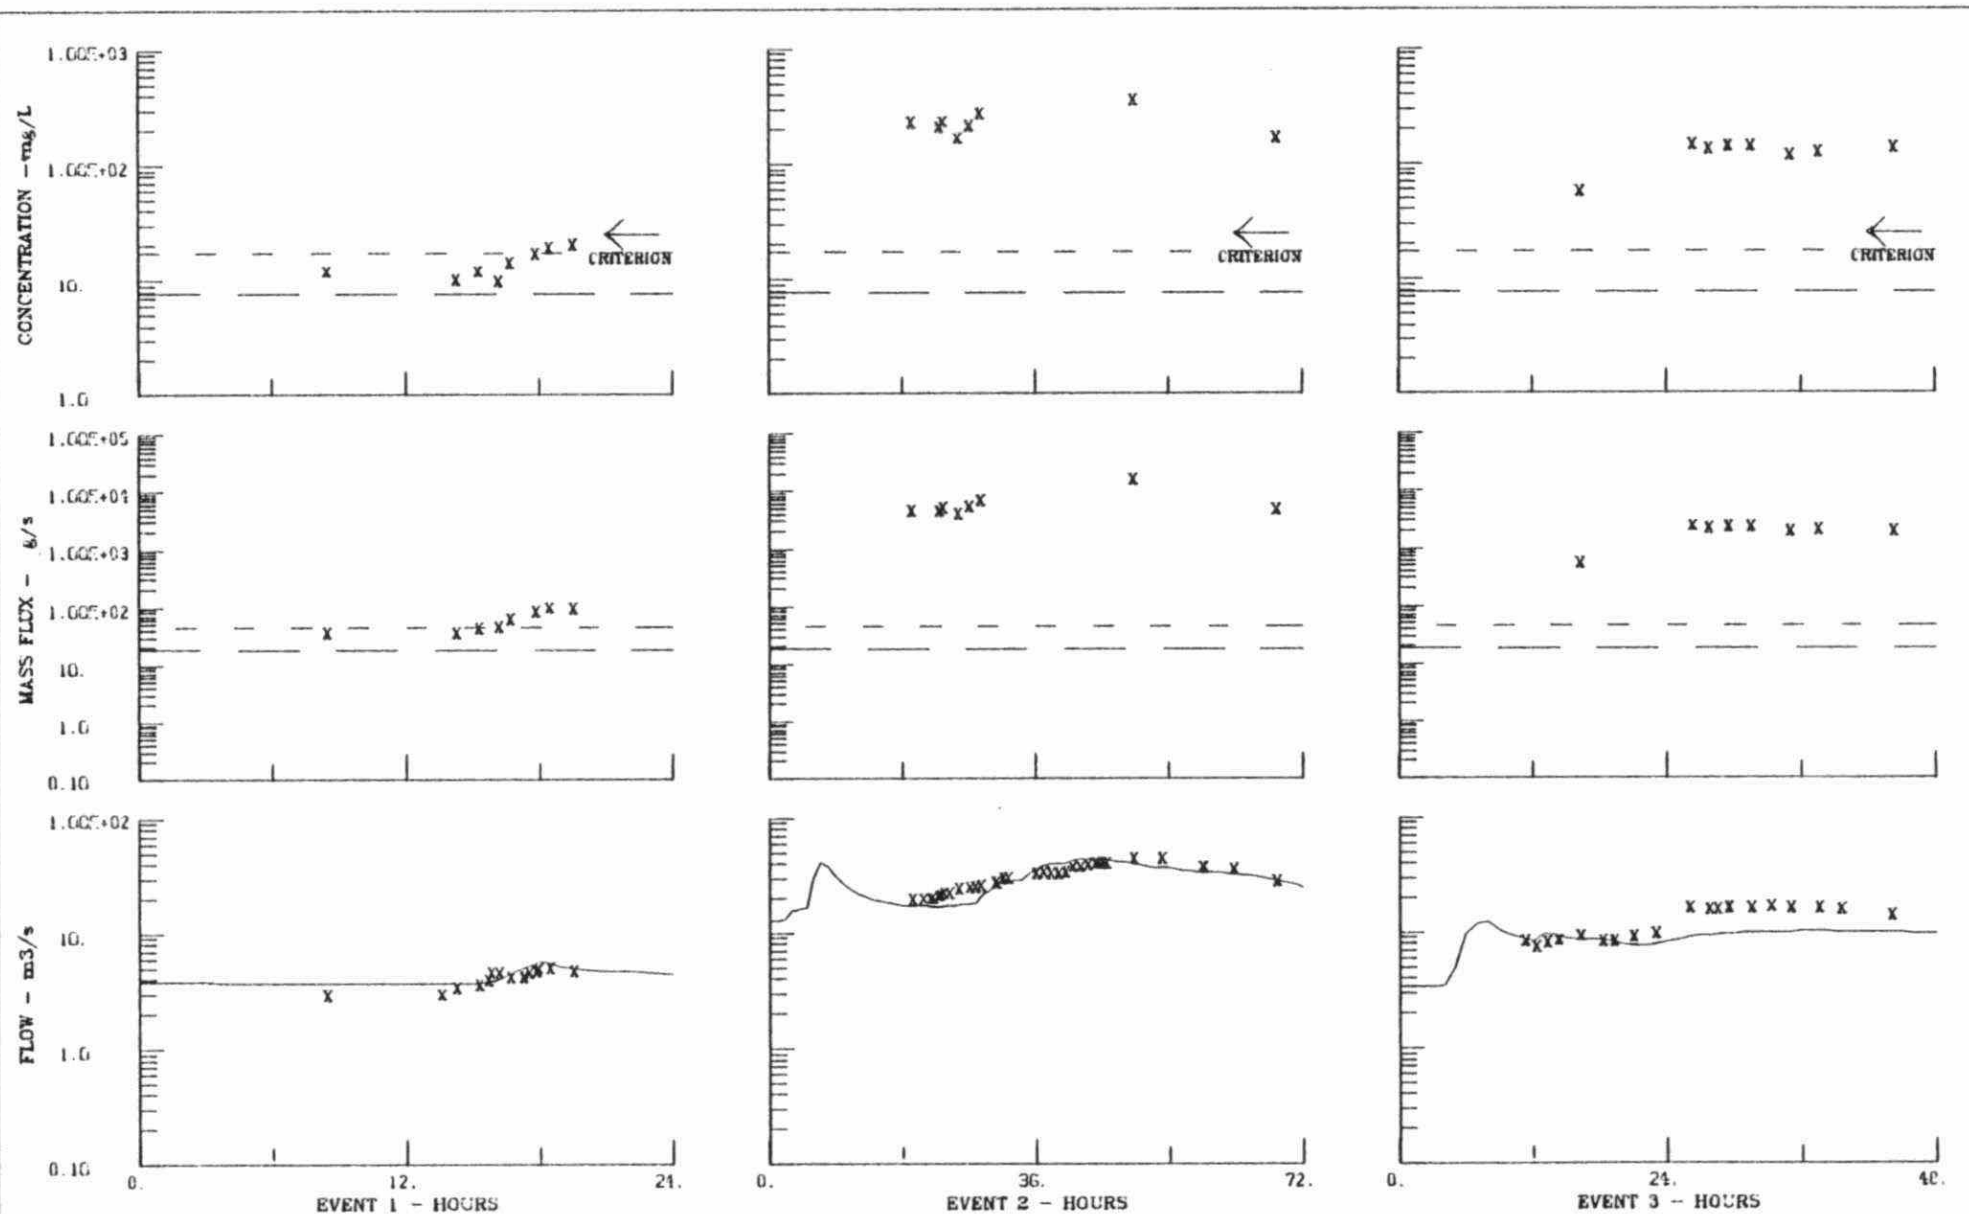 CONCENTRATION - mg/L
1.00E+03
1.00E+02
10.
1.0
CRITERION
CRITERION
CRITERION
MASS FLUX - g/s
1.00E+05
1.00E+04
1.00E+03
1.00E+02
10.
1.0
0.10
FLOW - m3/s
1.00E+02
10.
1.0
0.10
0. 12. 24.
EVENT 1 - HOURS
0. 36. 72.
EVENT 2 - HOURS
0. 24. 48.
EVENT 3 - HOURS